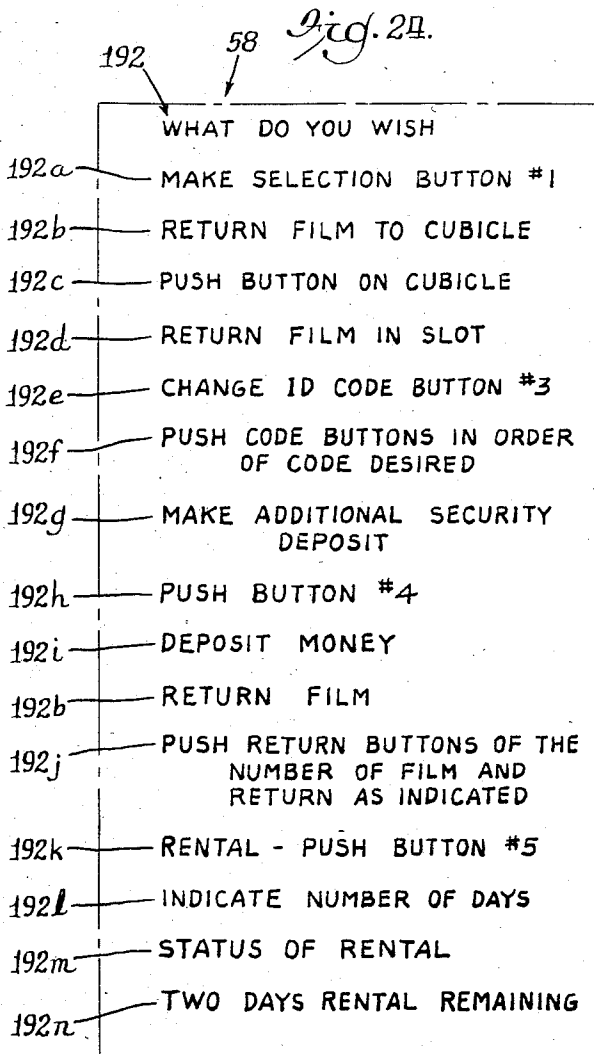 Fig. 24.
192 58
WHAT DO YOU WISH
192a MAKE SELECTION BUTTON #1
192b RETURN FILM TO CUBICLE
192c PUSH BUTTON ON CUBICLE
192d RETURN FILM IN SLOT
192e CHANGE ID CODE BUTTON #3
192f PUSH CODE BUTTONS IN ORDER
OF CODE DESIRED
192g MAKE ADDITIONAL SECURITY
DEPOSIT
192h PUSH BUTTON #4
192i DEPOSIT MONEY
192b RETURN FILM
192j PUSH RETURN BUTTONS OF THE
NUMBER OF FILM AND
RETURN AS INDICATED
192k RENTAL - PUSH BUTTON #5
192l INDICATE NUMBER OF DAYS
192m STATUS OF RENTAL
192n TWO DAYS RENTAL REMAINING